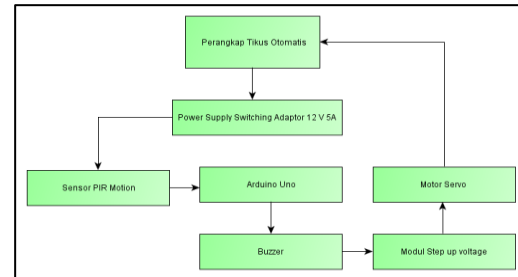 Perangkap Tikus Otomatis
Power Supply Switching Adaptor 12 V 5A
Sensor PIR Motion
Arduino Uno
Motor Servo
Buzzer
Modul Step up voltage